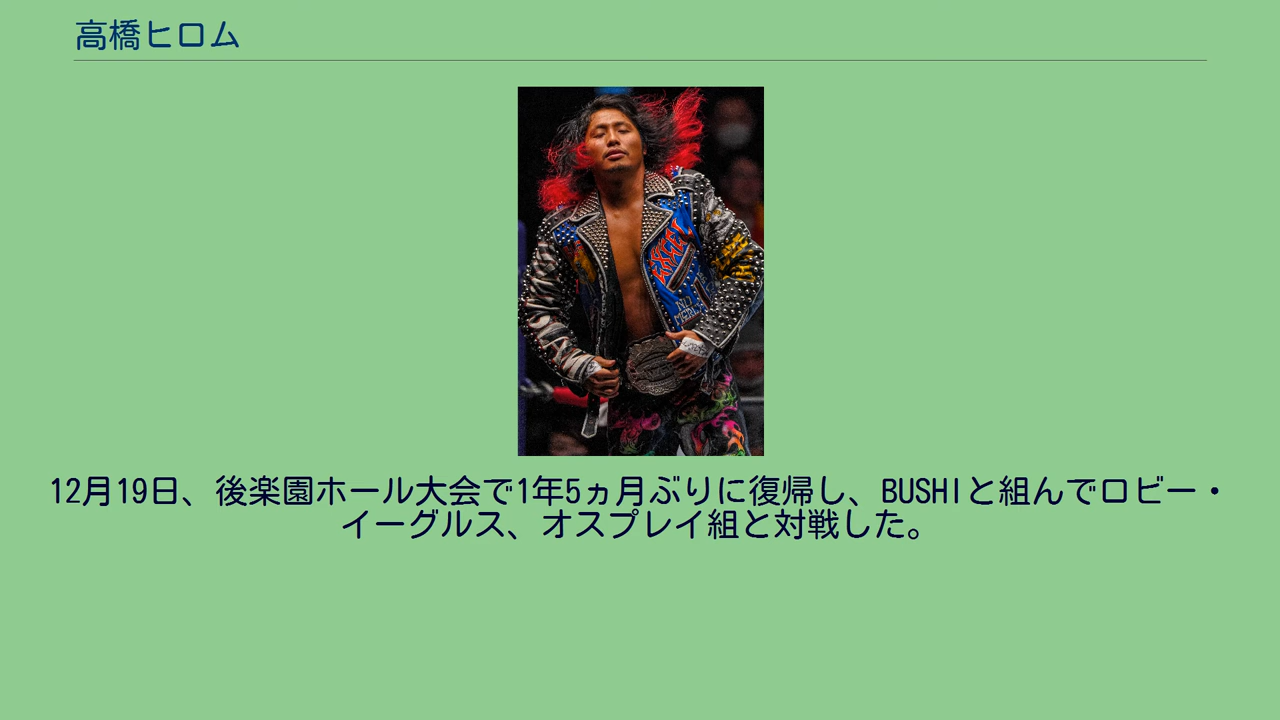 高橋ヒロム
12月19日、後楽園ホール大会で1年5ヵ月ぶりに復帰し、BUSHIと組んでロビー・
イーグルス、オスプレイ組と対戦した。